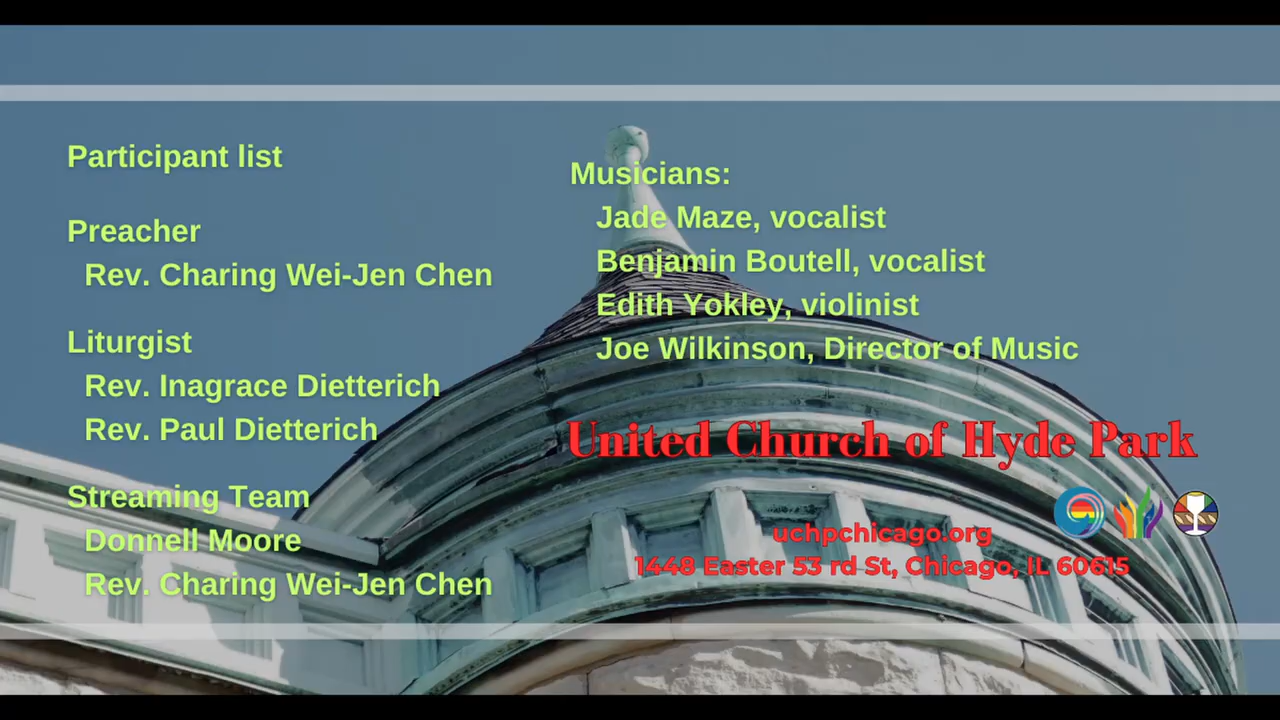 Participant list
Preacher
Rev. Charing Wei-Jen Chen
Liturgist
Rev. Inagrace Dietterich
Rev. Paul Dietterich
Streaming Team
Donnell Moore
Rev. Charing Wei-Jen Chen
Musicians:
Jade Maze, vocalist
Benjamin Boutell, vocalist
Edith Yokley, violinist
Joe Wilkinson, Director of Music
United Church of Hyde Park
uchpchicago.org
1448 Easter 53 rd St, Chicago, IL 60615